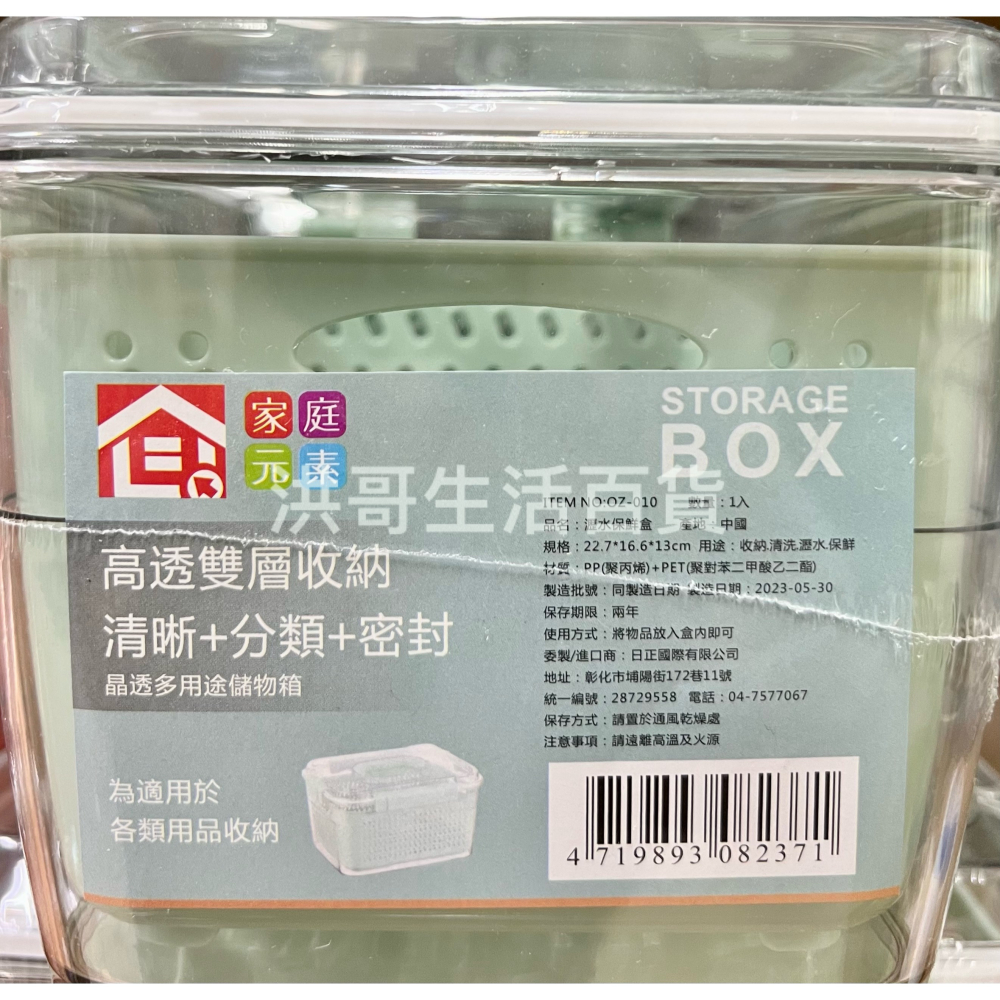 家庭
元素
STORAGE
BOX
洪哥生活百貨
高透雙層收納
清晰+分類+密封
晶透多用途儲物箱
為適用於
各類用品收納
ITEM NO:OZ-010 數量：1入
品名：瀝水保鮮盒 產地：中國
規格：22.7*16.6*13cm 用途：收納.清洗.瀝水.保鮮
材質：PP(聚丙烯)+PET(聚對苯二甲酸乙二酯)
製造批號：同製造日期 製造日期：2023-05-30
保存期限：兩年
使用方式：將物品放入盒內即可
委製/進口商：日正國際有限公司
地址：彰化市埔陽街172巷11號
統一編號：28729558 電話：04-7577067
保存方式：請置於通風乾燥處
注意事項：請遠離高溫及火源
4 719893 082371